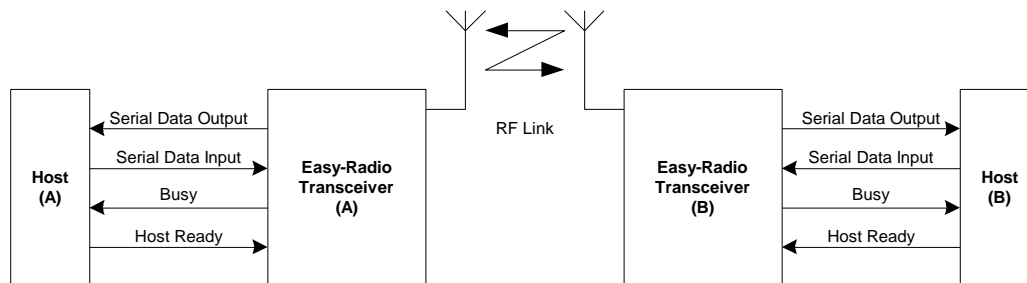 Serial Data Output
Serial Data Input
Busy
Host Ready
Host
(A)
Easy-Radio
Transceiver
(A)
RF Link
Easy-Radio
Transceiver
(B)
Serial Data Output
Serial Data Input
Busy
Host Ready
Host
(B)